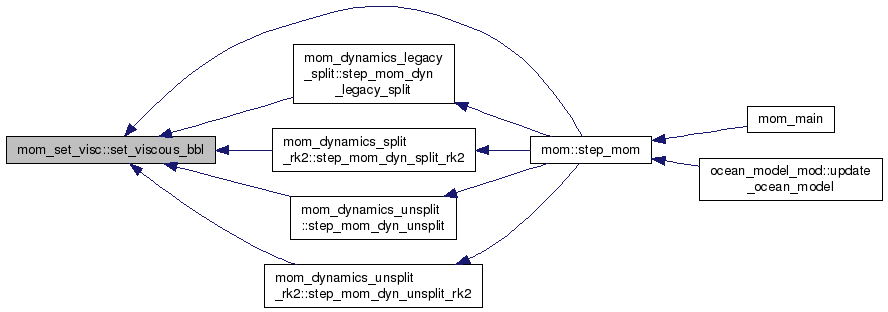 mom_set_visc::set_viscous_bbl
mom_dynamics_legacy
_split::step_mom_dyn
_legacy_split
mom_dynamics_split
_rk2::step_mom_dyn_split_rk2
mom_dynamics_unsplit
::step_mom_dyn_unsplit
mom_dynamics_unsplit
_rk2::step_mom_dyn_unsplit_rk2
mom::step_mom
mom_main
ocean_model_mod::update
_ocean_model